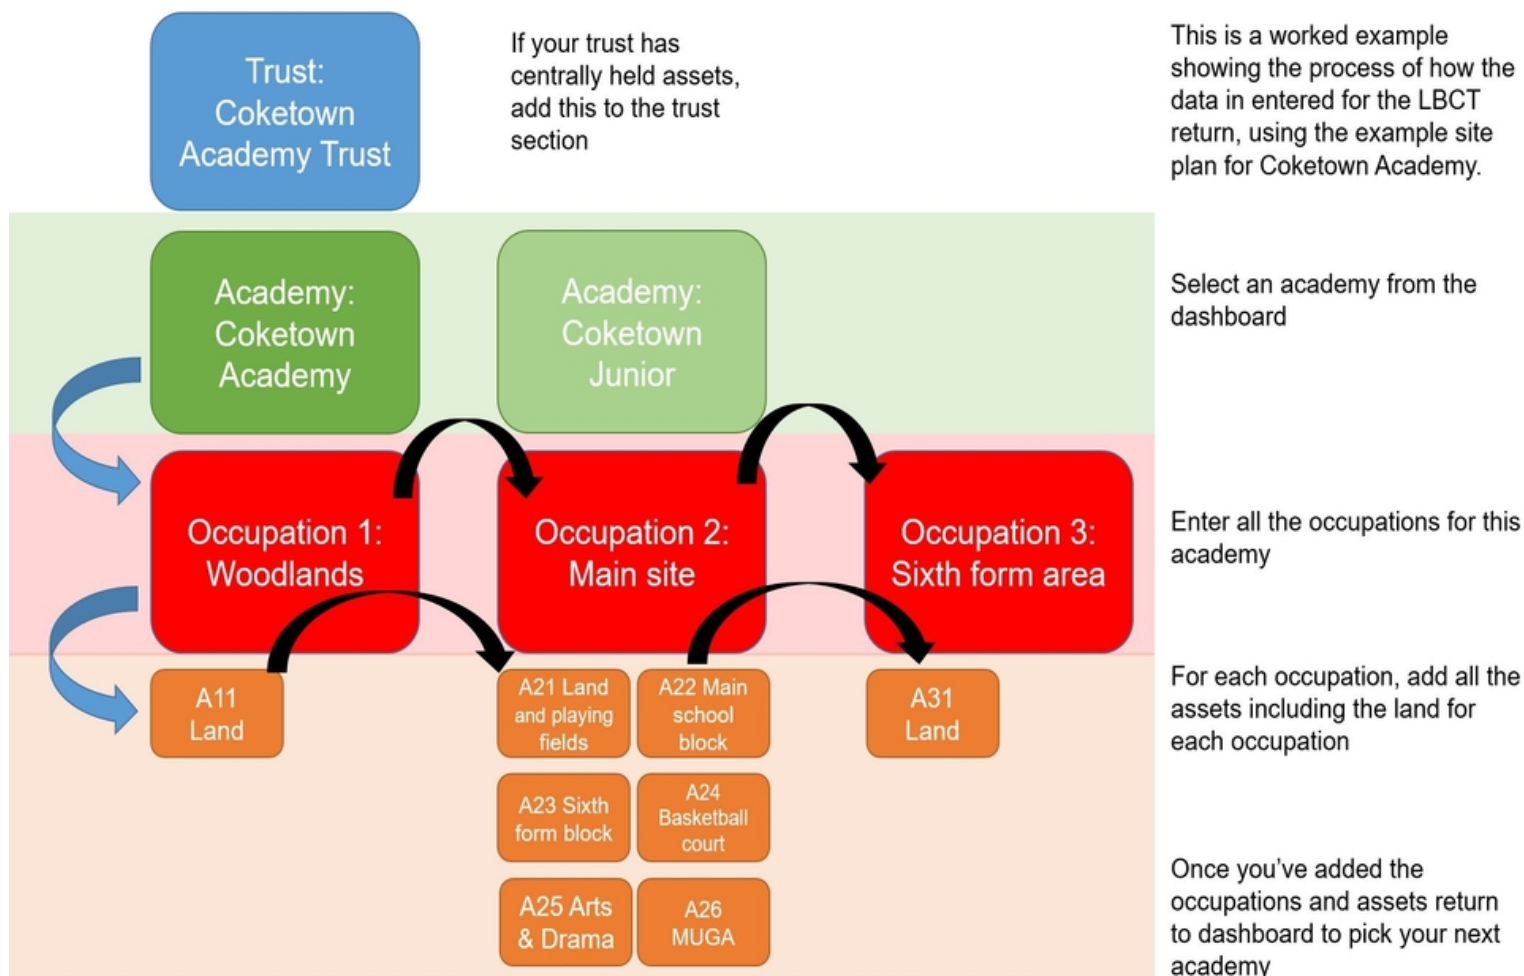 Trust:
Coketown
Academy Trust
If your trust has
centrally held assets,
add this to the trust
section
This is a worked example
showing the process of how the
data in entered for the LBCT
return, using the example site
plan for Coketown Academy.
Academy:
Coketown
Academy
Academy:
Coketown
Junior
Select an academy from the
dashboard
Occupation 1:
Woodlands
Occupation 2:
Main site
Occupation 3:
Sixth form area
Enter all the occupations for this
academy
A11
Land
A21 Land
and playing
fields
A22 Main
school
block
A31
Land
For each occupation, add all the
assets including the land for
each occupation
A23 Sixth
form block
A24
Basketball
court
A25 Arts
& Drama
A26
MUGA
Once you’ve added the
occupations and assets return
to dashboard to pick your next
academy